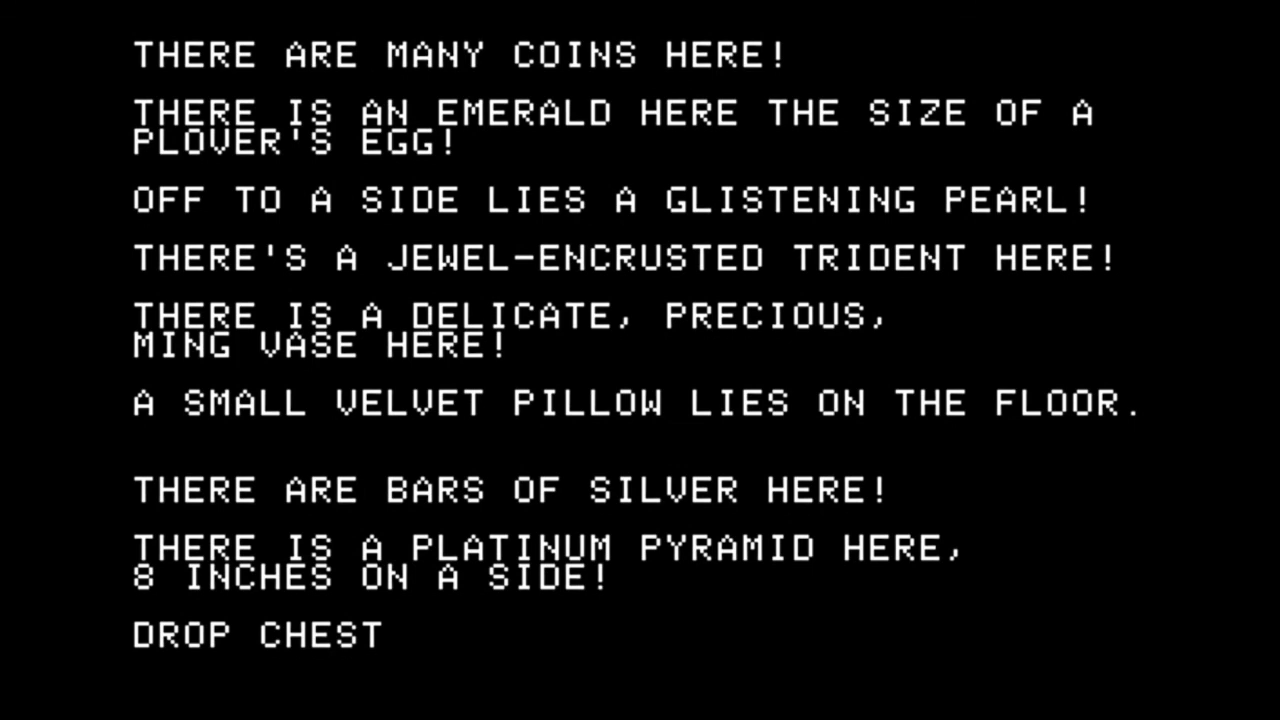 THERE ARE MANY COINS HERE!
THERE IS AN EMERALD HERE THE SIZE OF A
PLOVER'S EGG!
OFF TO A SIDE LIES A GLISTENING PEARL!
THERE'S A JEWEL-ENCRUSTED TRIDENT HERE!
THERE IS A DELICATE, PRECIOUS,
MING VASE HERE!
A SMALL VELVET PILLOW LIES ON THE FLOOR.
THERE ARE BARS OF SILVER HERE!
THERE IS A PLATINUM PYRAMID HERE,
8 INCHES ON A SIDE!
DROP CHEST